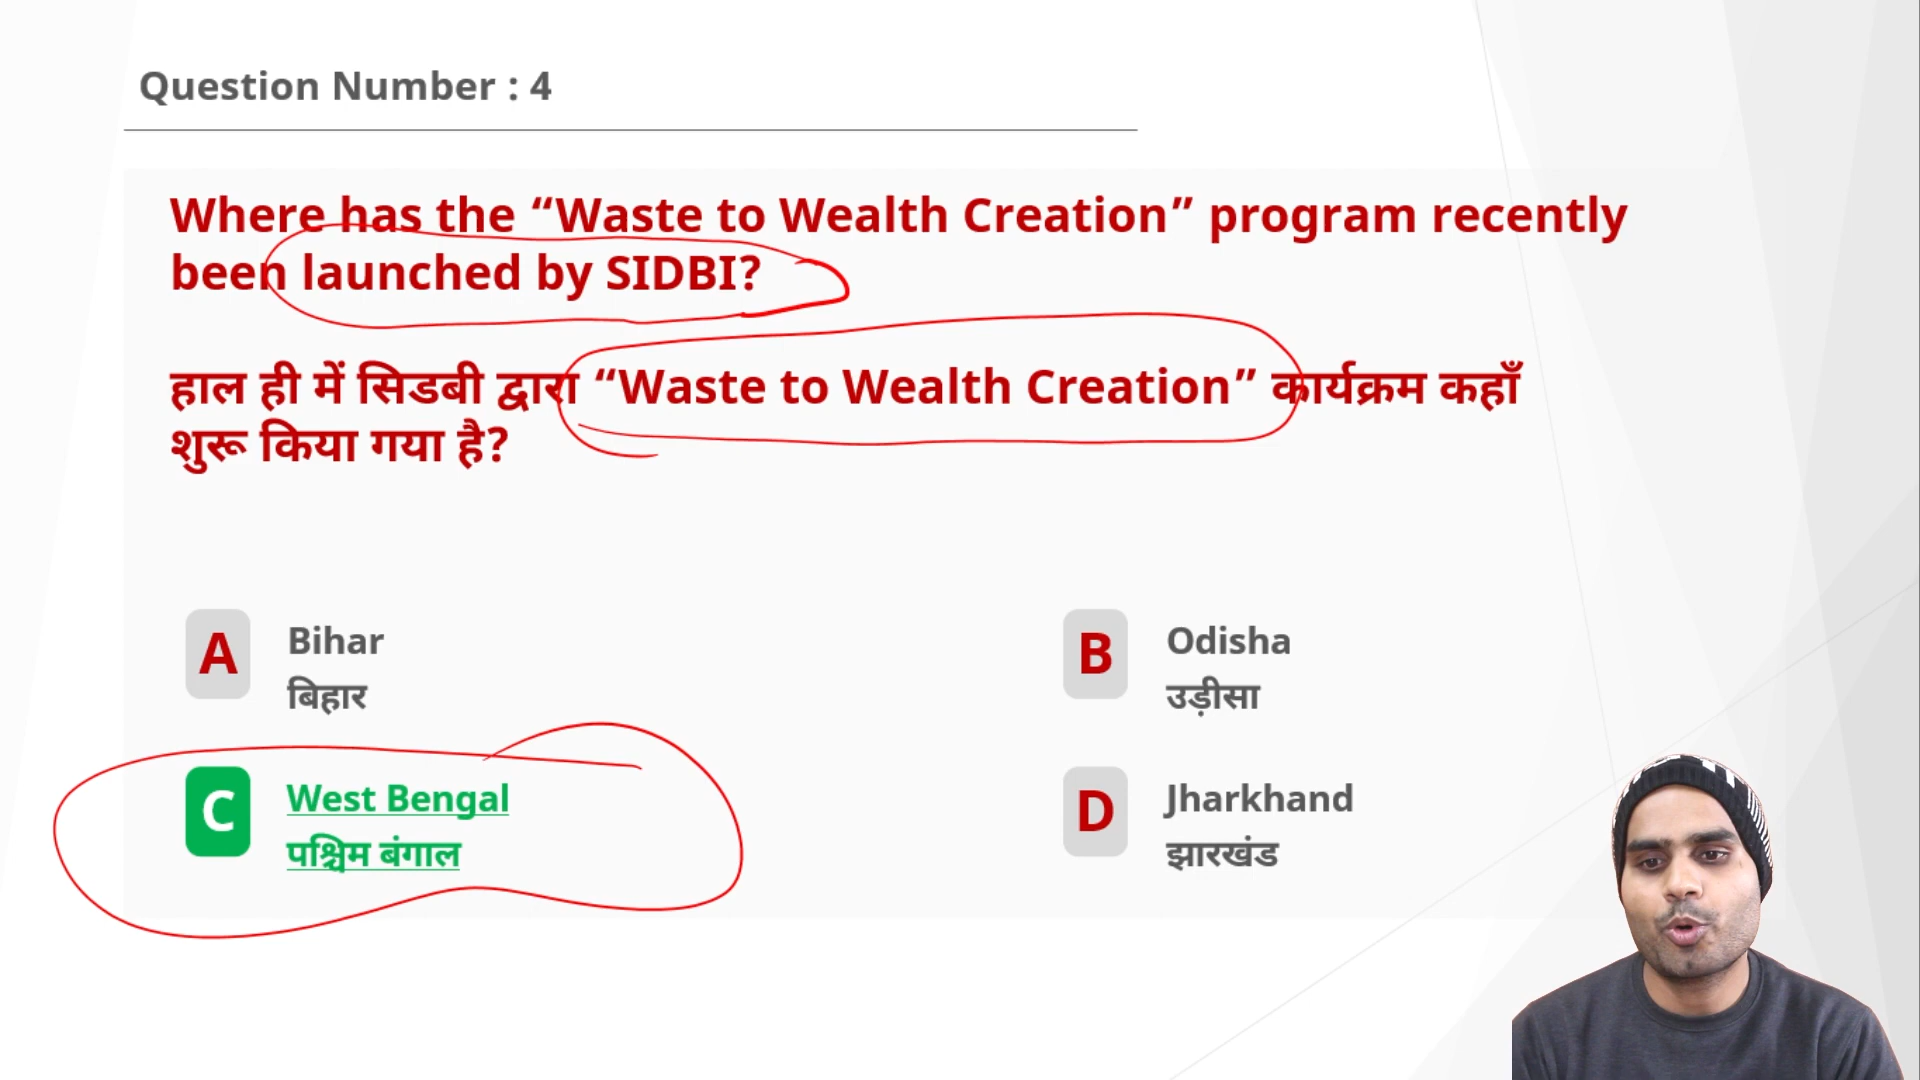 Question Number : 4
Where has the “Waste to Wealth Creation” program recently
been launched by SIDBI?
हाल ही में सिडबी द्वारा “Waste to Wealth Creation” कार्यक्रम कहाँ
शुरू किया गया है?
A Bihar
बिहार
B Odisha
उड़ीसा
C West Bengal
पश्चिम बंगाल
D Jharkhand
झारखंड